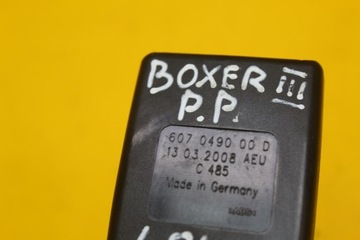 BOXER III
P.P.
607 0490 00 D
13 03.2008 AEU
C 485
Made in Germany